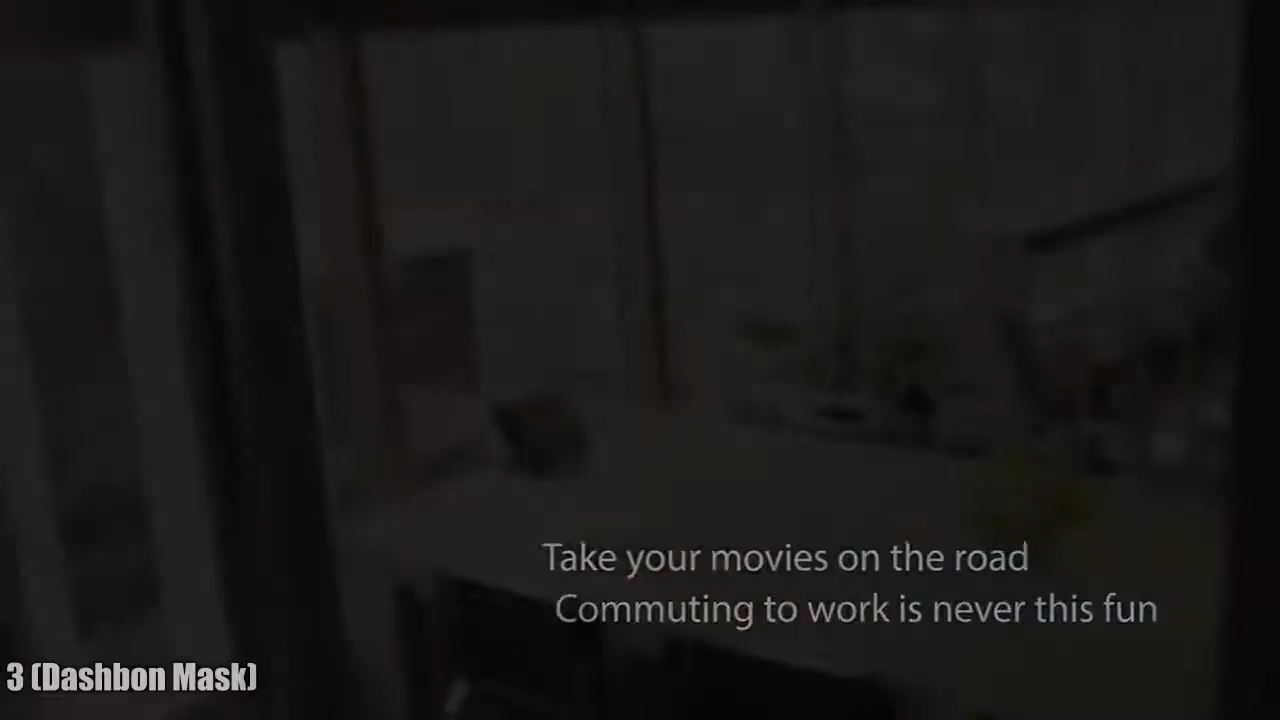 Take your movies on the road
Commuting to work is never this fun
3 (Dashbon Mask)